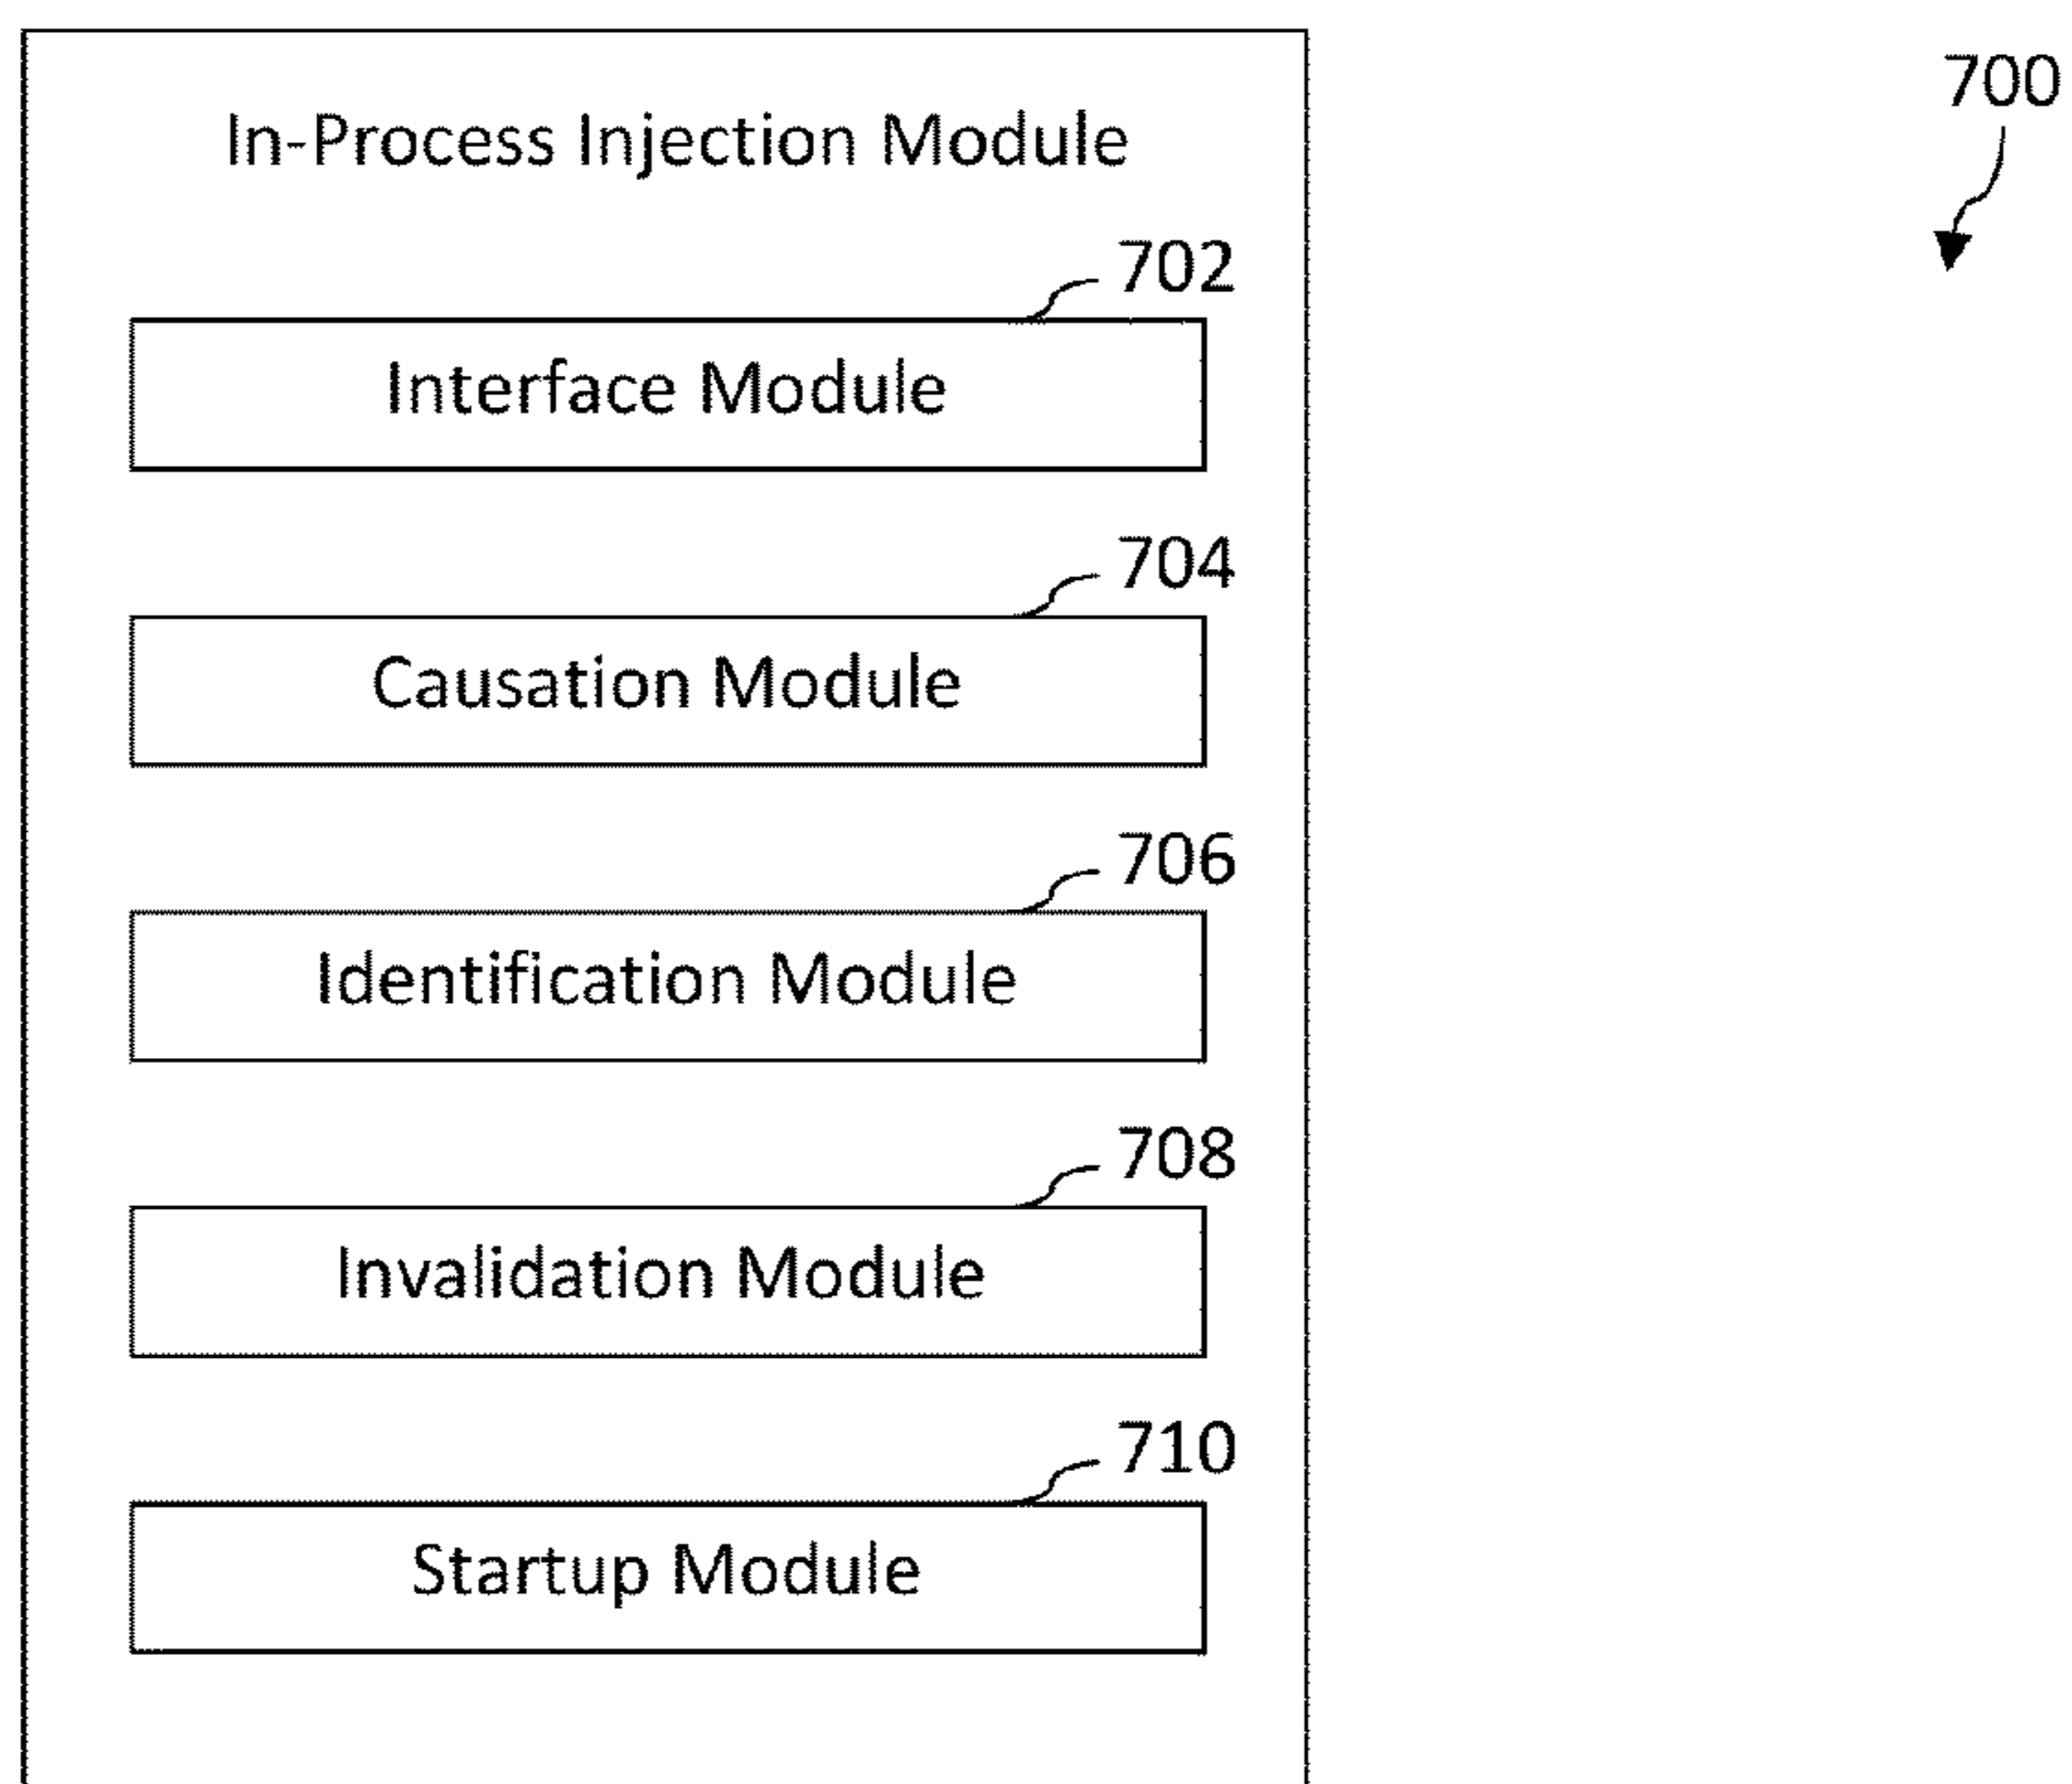 700
In-Process Injection Module
702
Interface Module
704
Causation Module
706
Identification Module
708
Invalidation Module
710
Startup Module